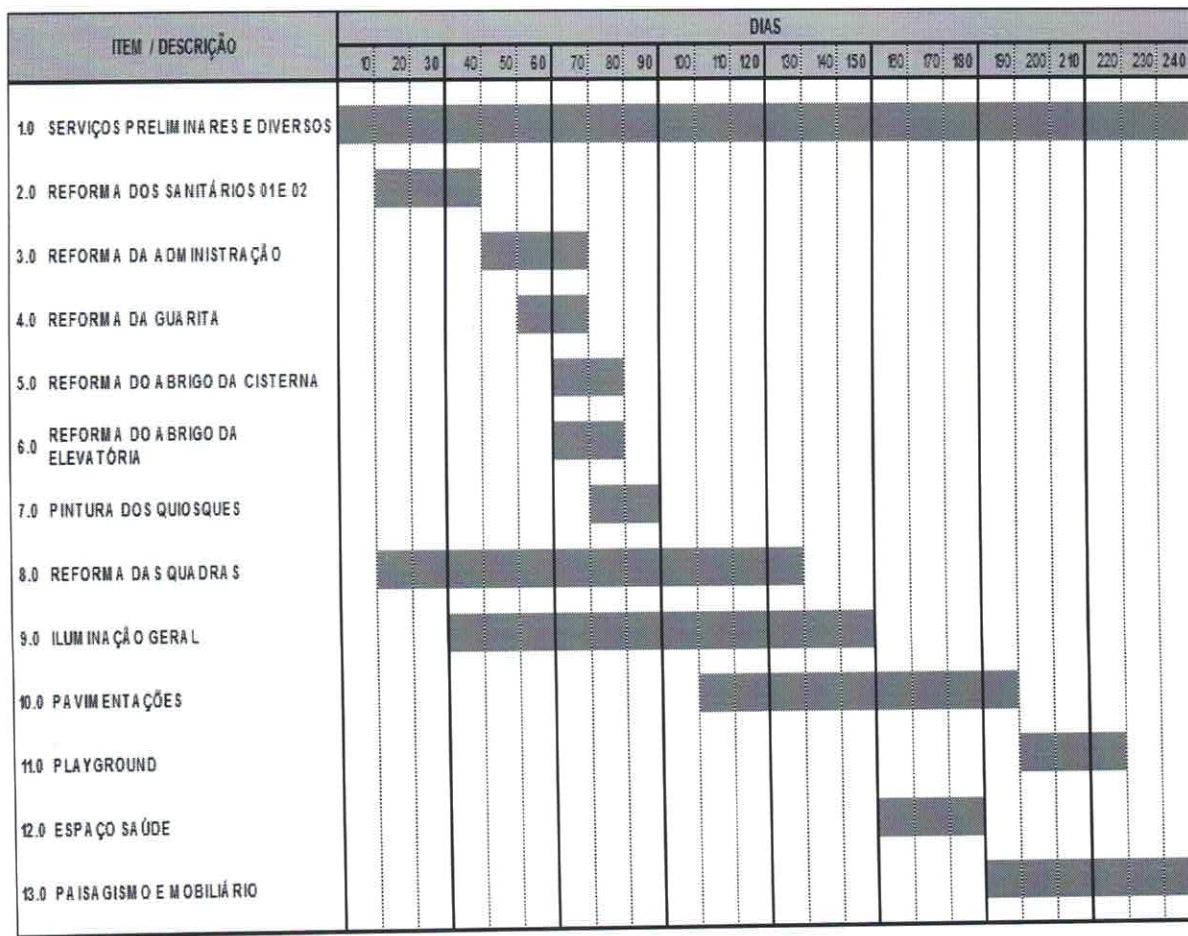 ITEM / DESCRIÇÃO
DIAS
10 20 30 40 50 60 70 80 90 100 110 120 130 140 150 160 170 180 190 200 210 220 230 240
1.0 SERVIÇOS PRELIMINARES E DIVERSOS
2.0 REFORMA DOS SANITÁRIOS 01 E 02
3.0 REFORMA DA ADMINISTRAÇÃO
4.0 REFORMA DA GUARITA
5.0 REFORMA DO ABRIGO DA CISTERNA
6.0 REFORMA DO ABRIGO DA
ELEVATÓRIA
7.0 PINTURA DOS QUIOSQUES
8.0 REFORMA DAS QUADRAS
9.0 ILUMINAÇÃO GERAL
10.0 PAVIMENTAÇÕES
11.0 PLAYGROUND
12.0 ESPAÇO SAÚDE
13.0 PAISAGISMO E MOBILIÁRIO